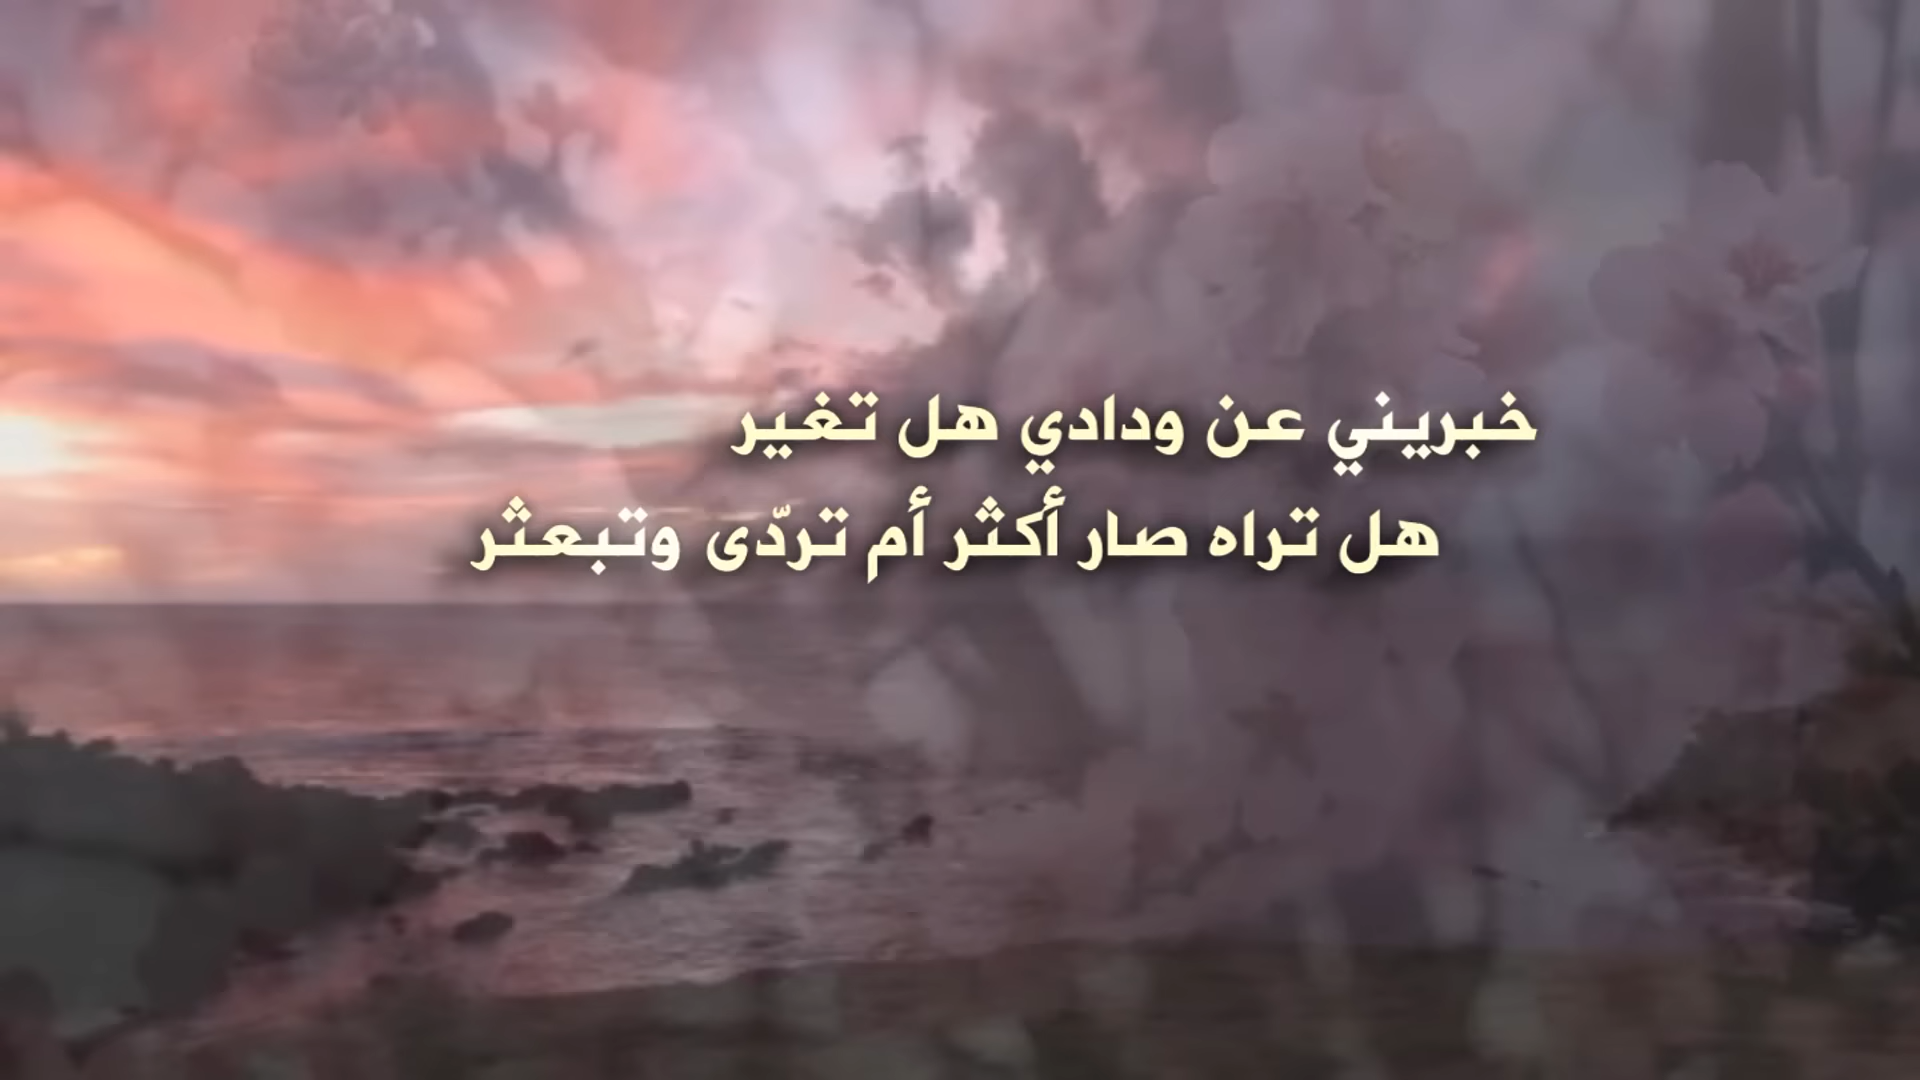 خبريني عن ودادي هل تغير
هل تراه صار أكثر أم تردّى وتبعثر